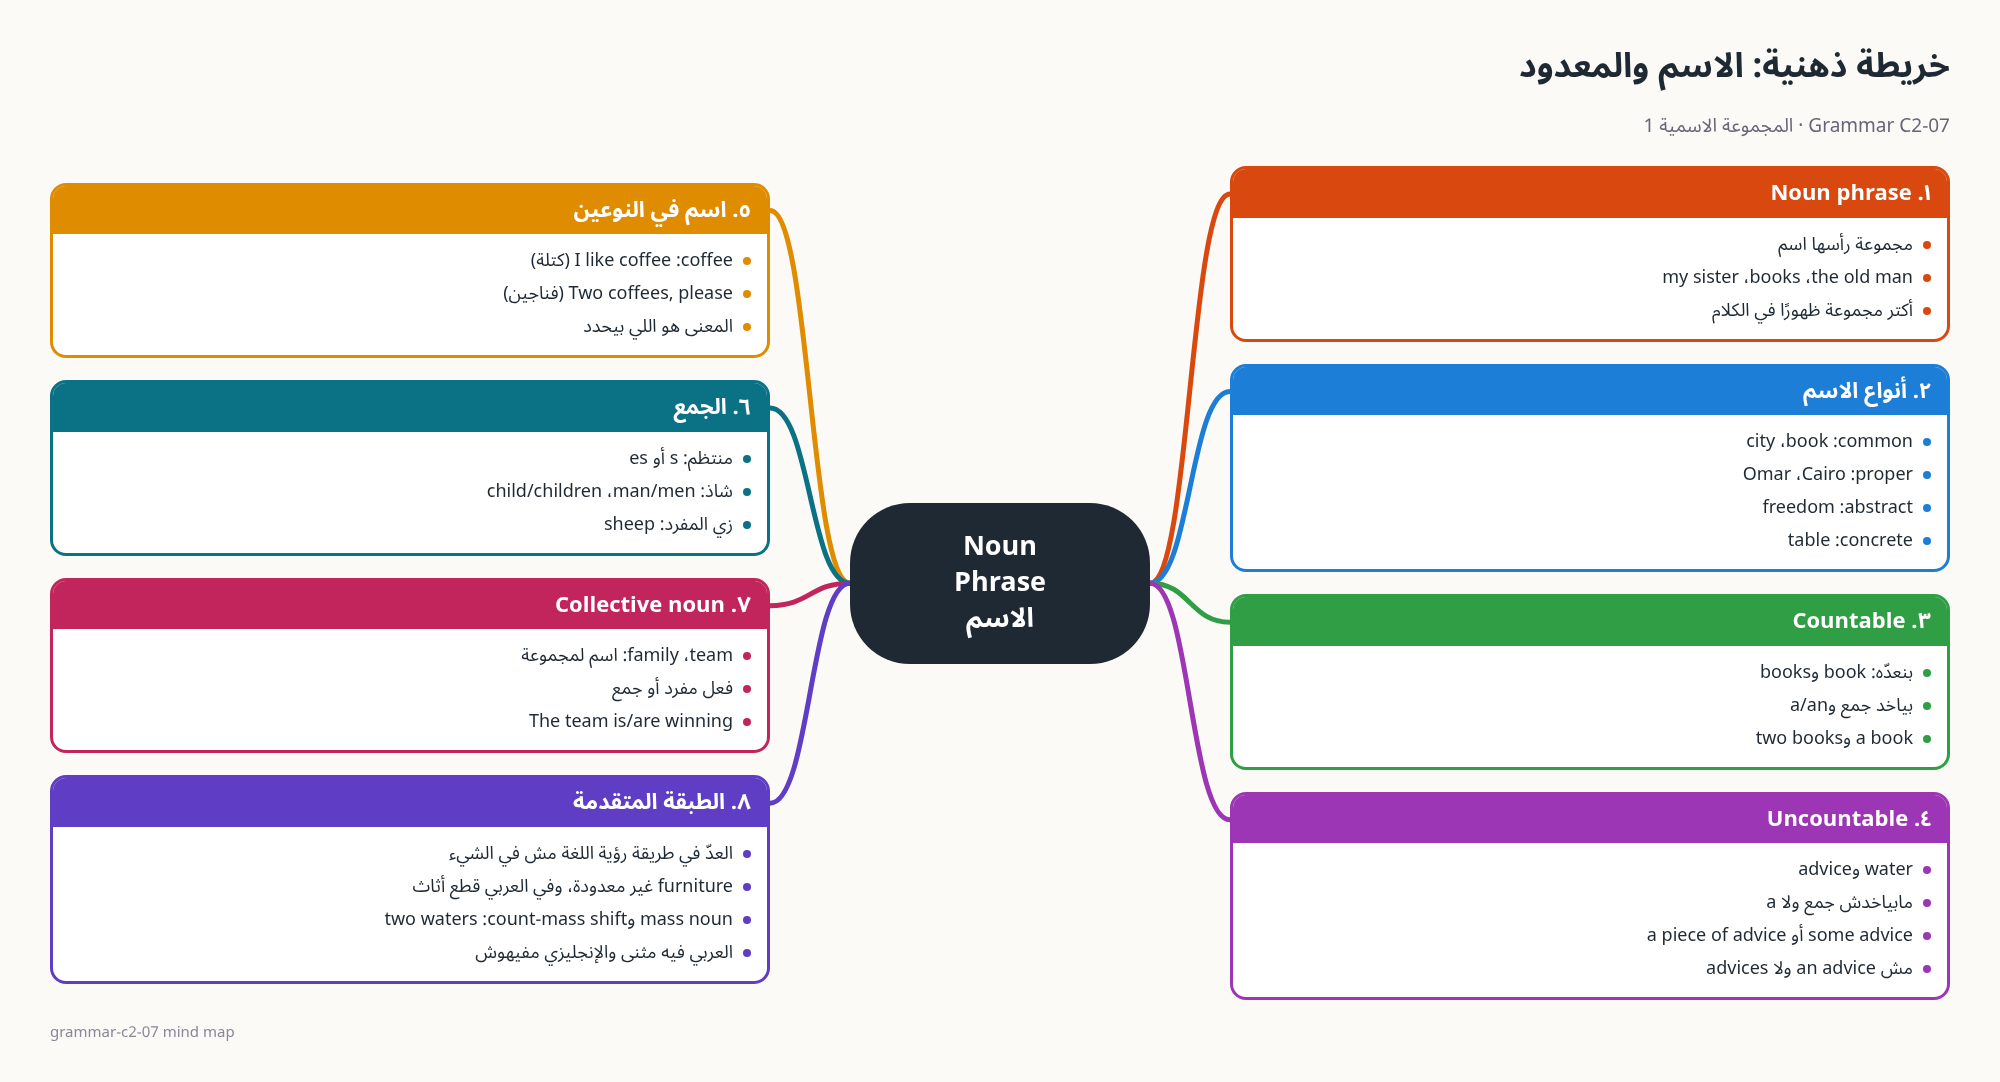 خريطة ذهنية: الاسم والمعدود
Grammar C2-07 · المجموعة الاسمية 1
١. Noun phrase
مجموعة رأسها اسم
the old man، books، my sister
أكتر مجموعة ظهورًا في الكلام
٢. أنواع الاسم
common: book، city
proper: Cairo، Omar
abstract: freedom
concrete: table
٣. Countable
بنعدّه: book وbooks
بياخد جمع وa/an
a book وtwo books
٤. Uncountable
water وadvice
مابياخدش جمع ولا a
some advice أو a piece of advice
مش an advice ولا advices
Noun
Phrase
الاسم
٥. اسم في النوعين
coffee: I like coffee (كتلة)
Two coffees, please (فناجين)
المعنى هو اللي بيحدد
٦. الجمع
منتظم: s أو es
شاذ: man/men، child/children
زي المفرد: sheep
٧. Collective noun
team، family: اسم لمجموعة
فعل مفرد أو جمع
The team is/are winning
٨. الطبقة المتقدمة
العدّ في طريقة رؤية اللغة مش في الشيء
furniture غير معدودة، وفي العربي قطع أثاث
mass noun وcount-mass shift: two waters
العربي فيه مثنى والإنجليزي مفيهوش
grammar-c2-07 mind map